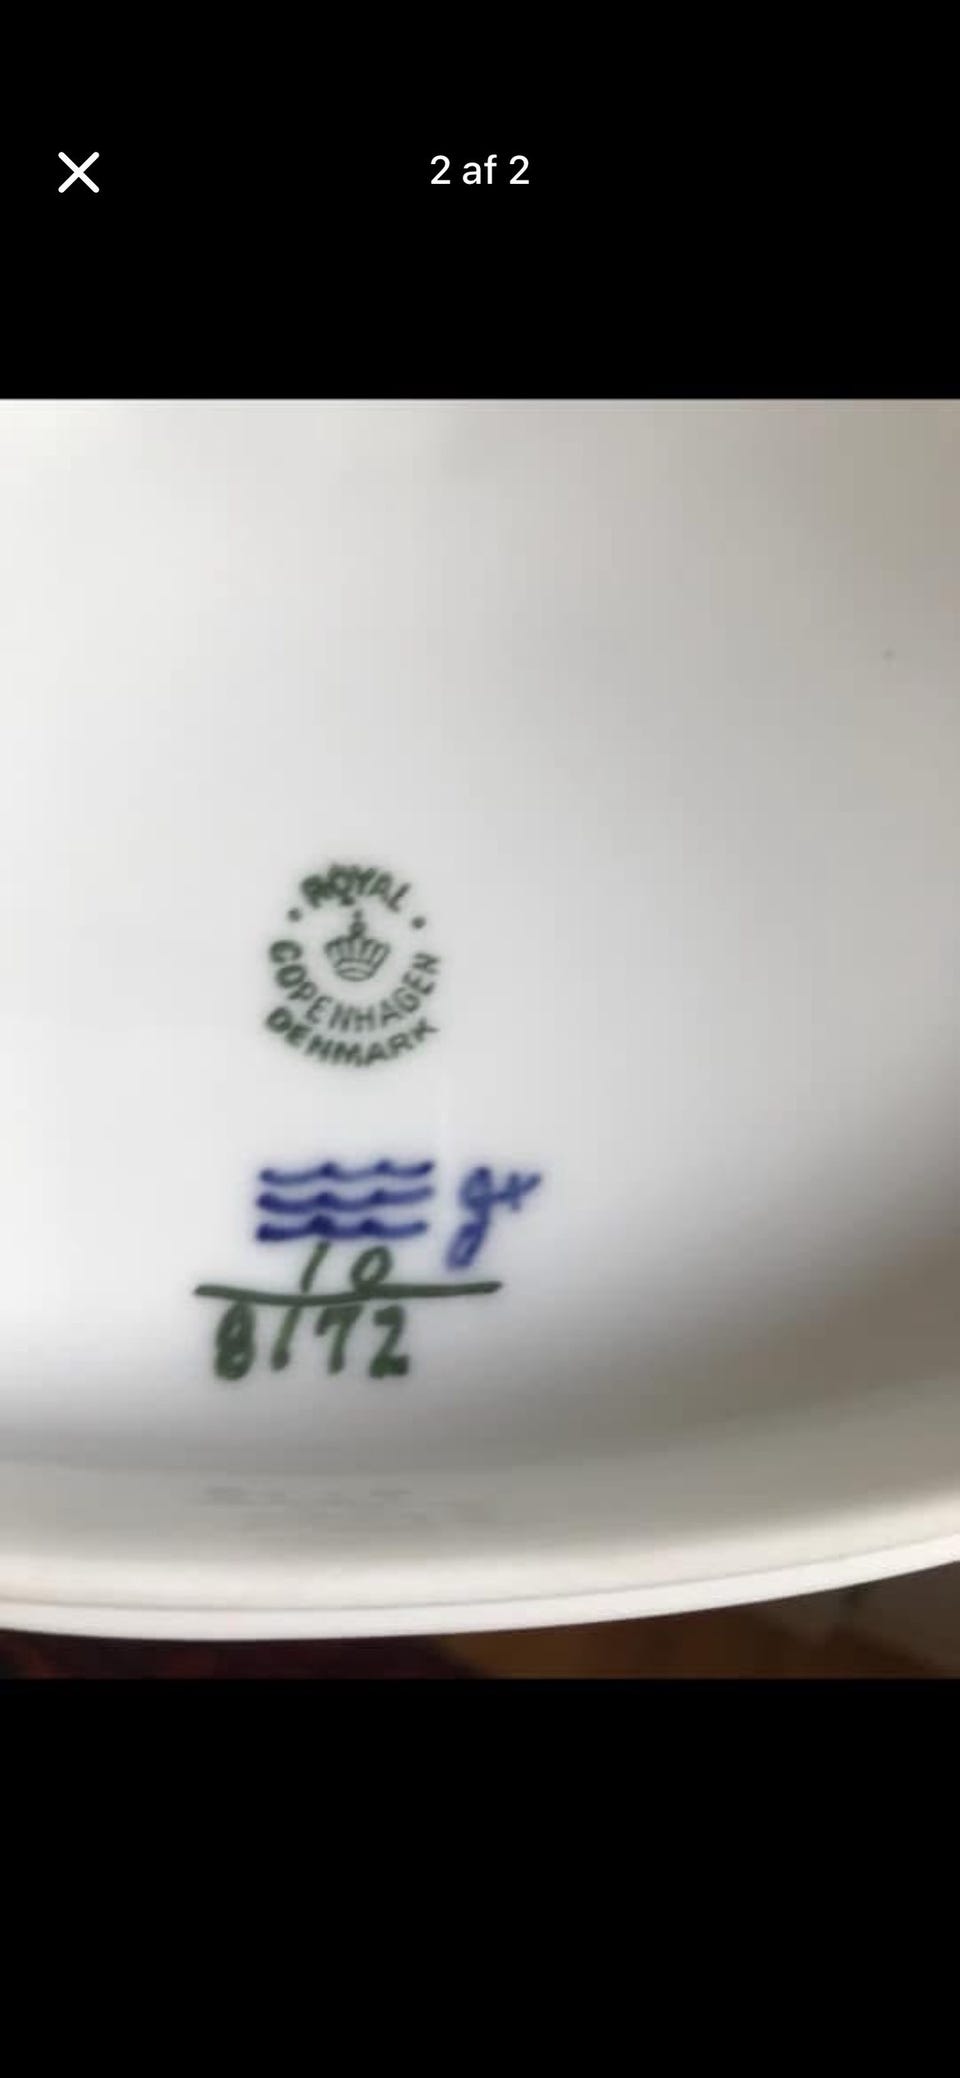 2 af 2
ROYAL
COPENHAGEN
DENMARK
10
8172